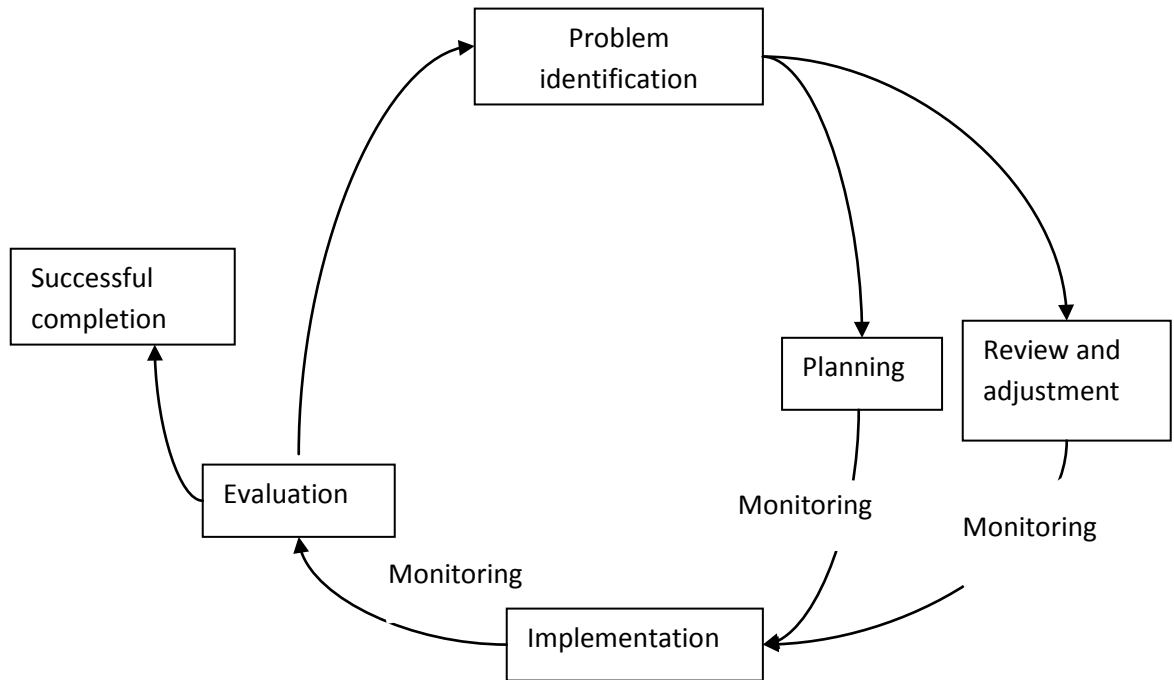 Problem
identification
Successful
completion
Planning
Review and
adjustment
Evaluation
Monitoring
Monitoring
Monitoring
Implementation